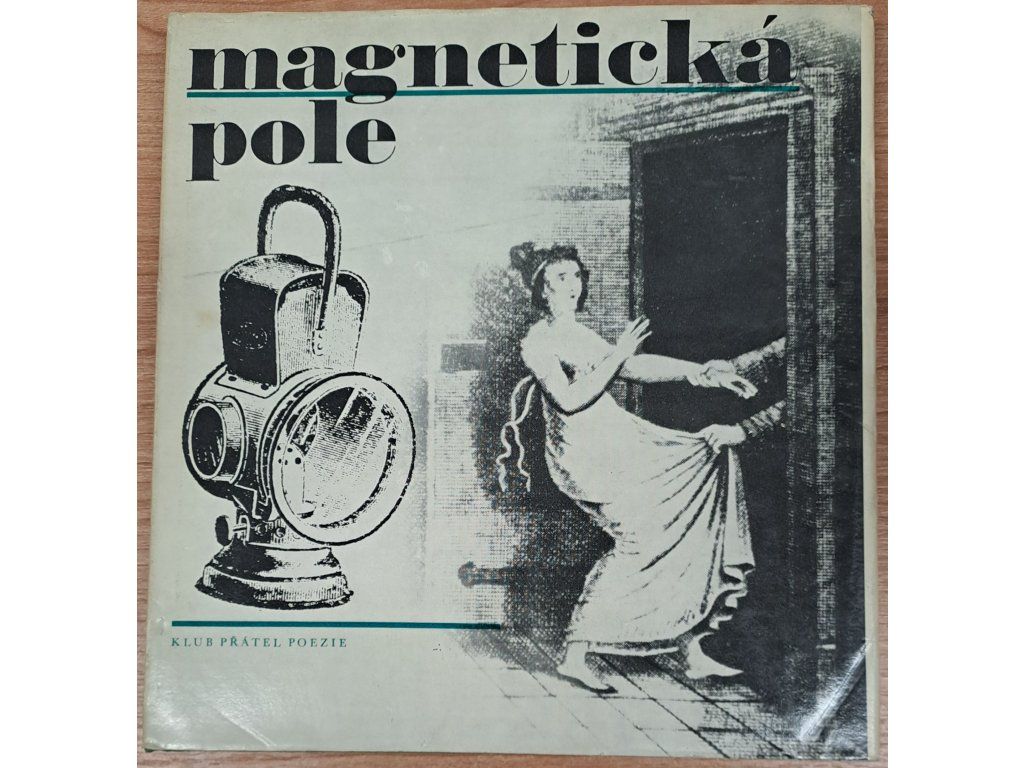 magnetická
pole
KLUB PŘÁTEL POEZIE